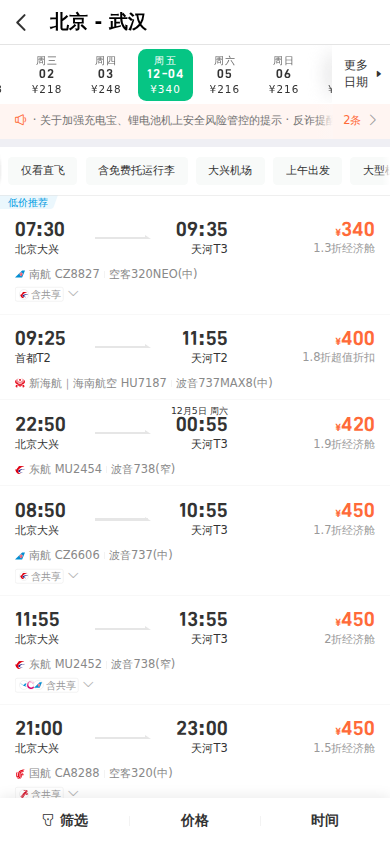 北京 - 武汉
周三 周四 周五 周六 周日
02 03 12-04 05 06
¥218 ¥248 ¥340 ¥216 ¥216
更多
日期
· 关于加强充电宝、锂电池机上安全风险管控的提示 · 反诈提 2条
仅看直飞 含免费托运行李 大兴机场 上午出发 大型
低价推荐
07:30 09:35 ¥340
北京大兴 天河T3 1.3折经济舱
南航 CZ8827 空客320NEO(中)
含共享
09:25 11:55 ¥400
首都T2 天河T2 1.8折超值折扣
新海航|海南航空 HU7187 波音737MAX8(中)
12月5日 周六
22:50 00:55 ¥420
北京大兴 天河T3 1.9折经济舱
东航 MU2454 波音738(窄)
08:50 10:55 ¥450
北京大兴 天河T3 1.7折经济舱
南航 CZ6606 波音737(中)
含共享
11:55 13:55 ¥450
北京大兴 天河T3 2折经济舱
东航 MU2452 波音738(窄)
含共享
21:00 23:00 ¥450
北京大兴 天河T3 1.5折经济舱
国航 CA8288 空客320(中)
含共享
筛选 价格 时间